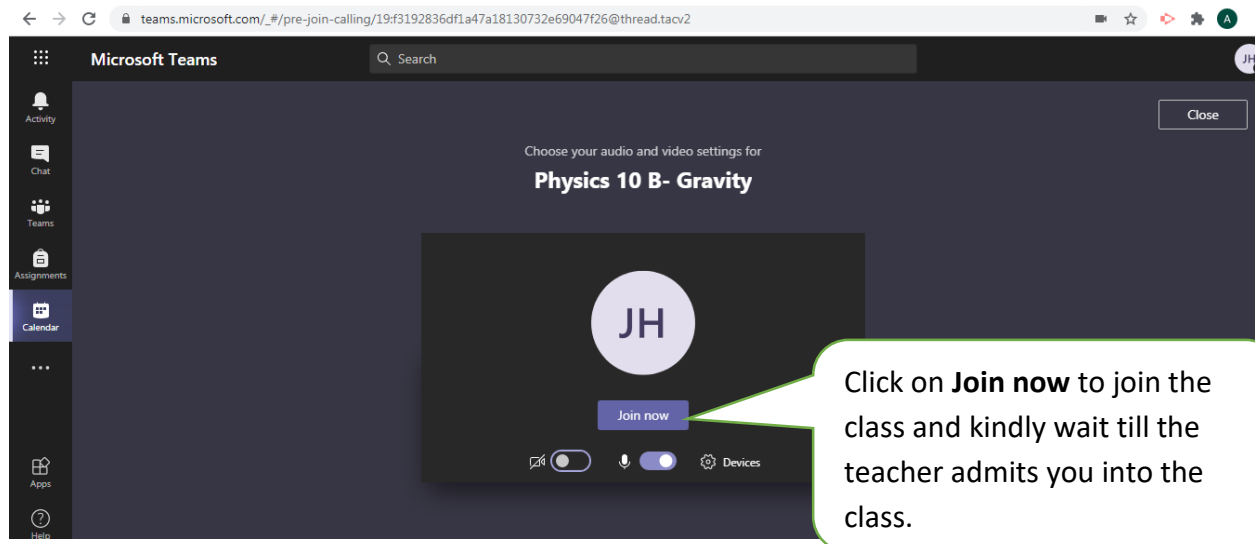 teams.microsoft.com/_#/pre-join-calling/19:f3192836df1a47a18130732e69047f26@thread.tacv2
A
Microsoft Teams
Search
JH
Activity
Close
Chat
Choose your audio and video settings for
Physics 10 B- Gravity
Teams
Assignments
Calendar
JH
Join now
Devices
Click on Join now to join the
class and kindly wait till the
teacher admits you into the
class.
Apps
Help